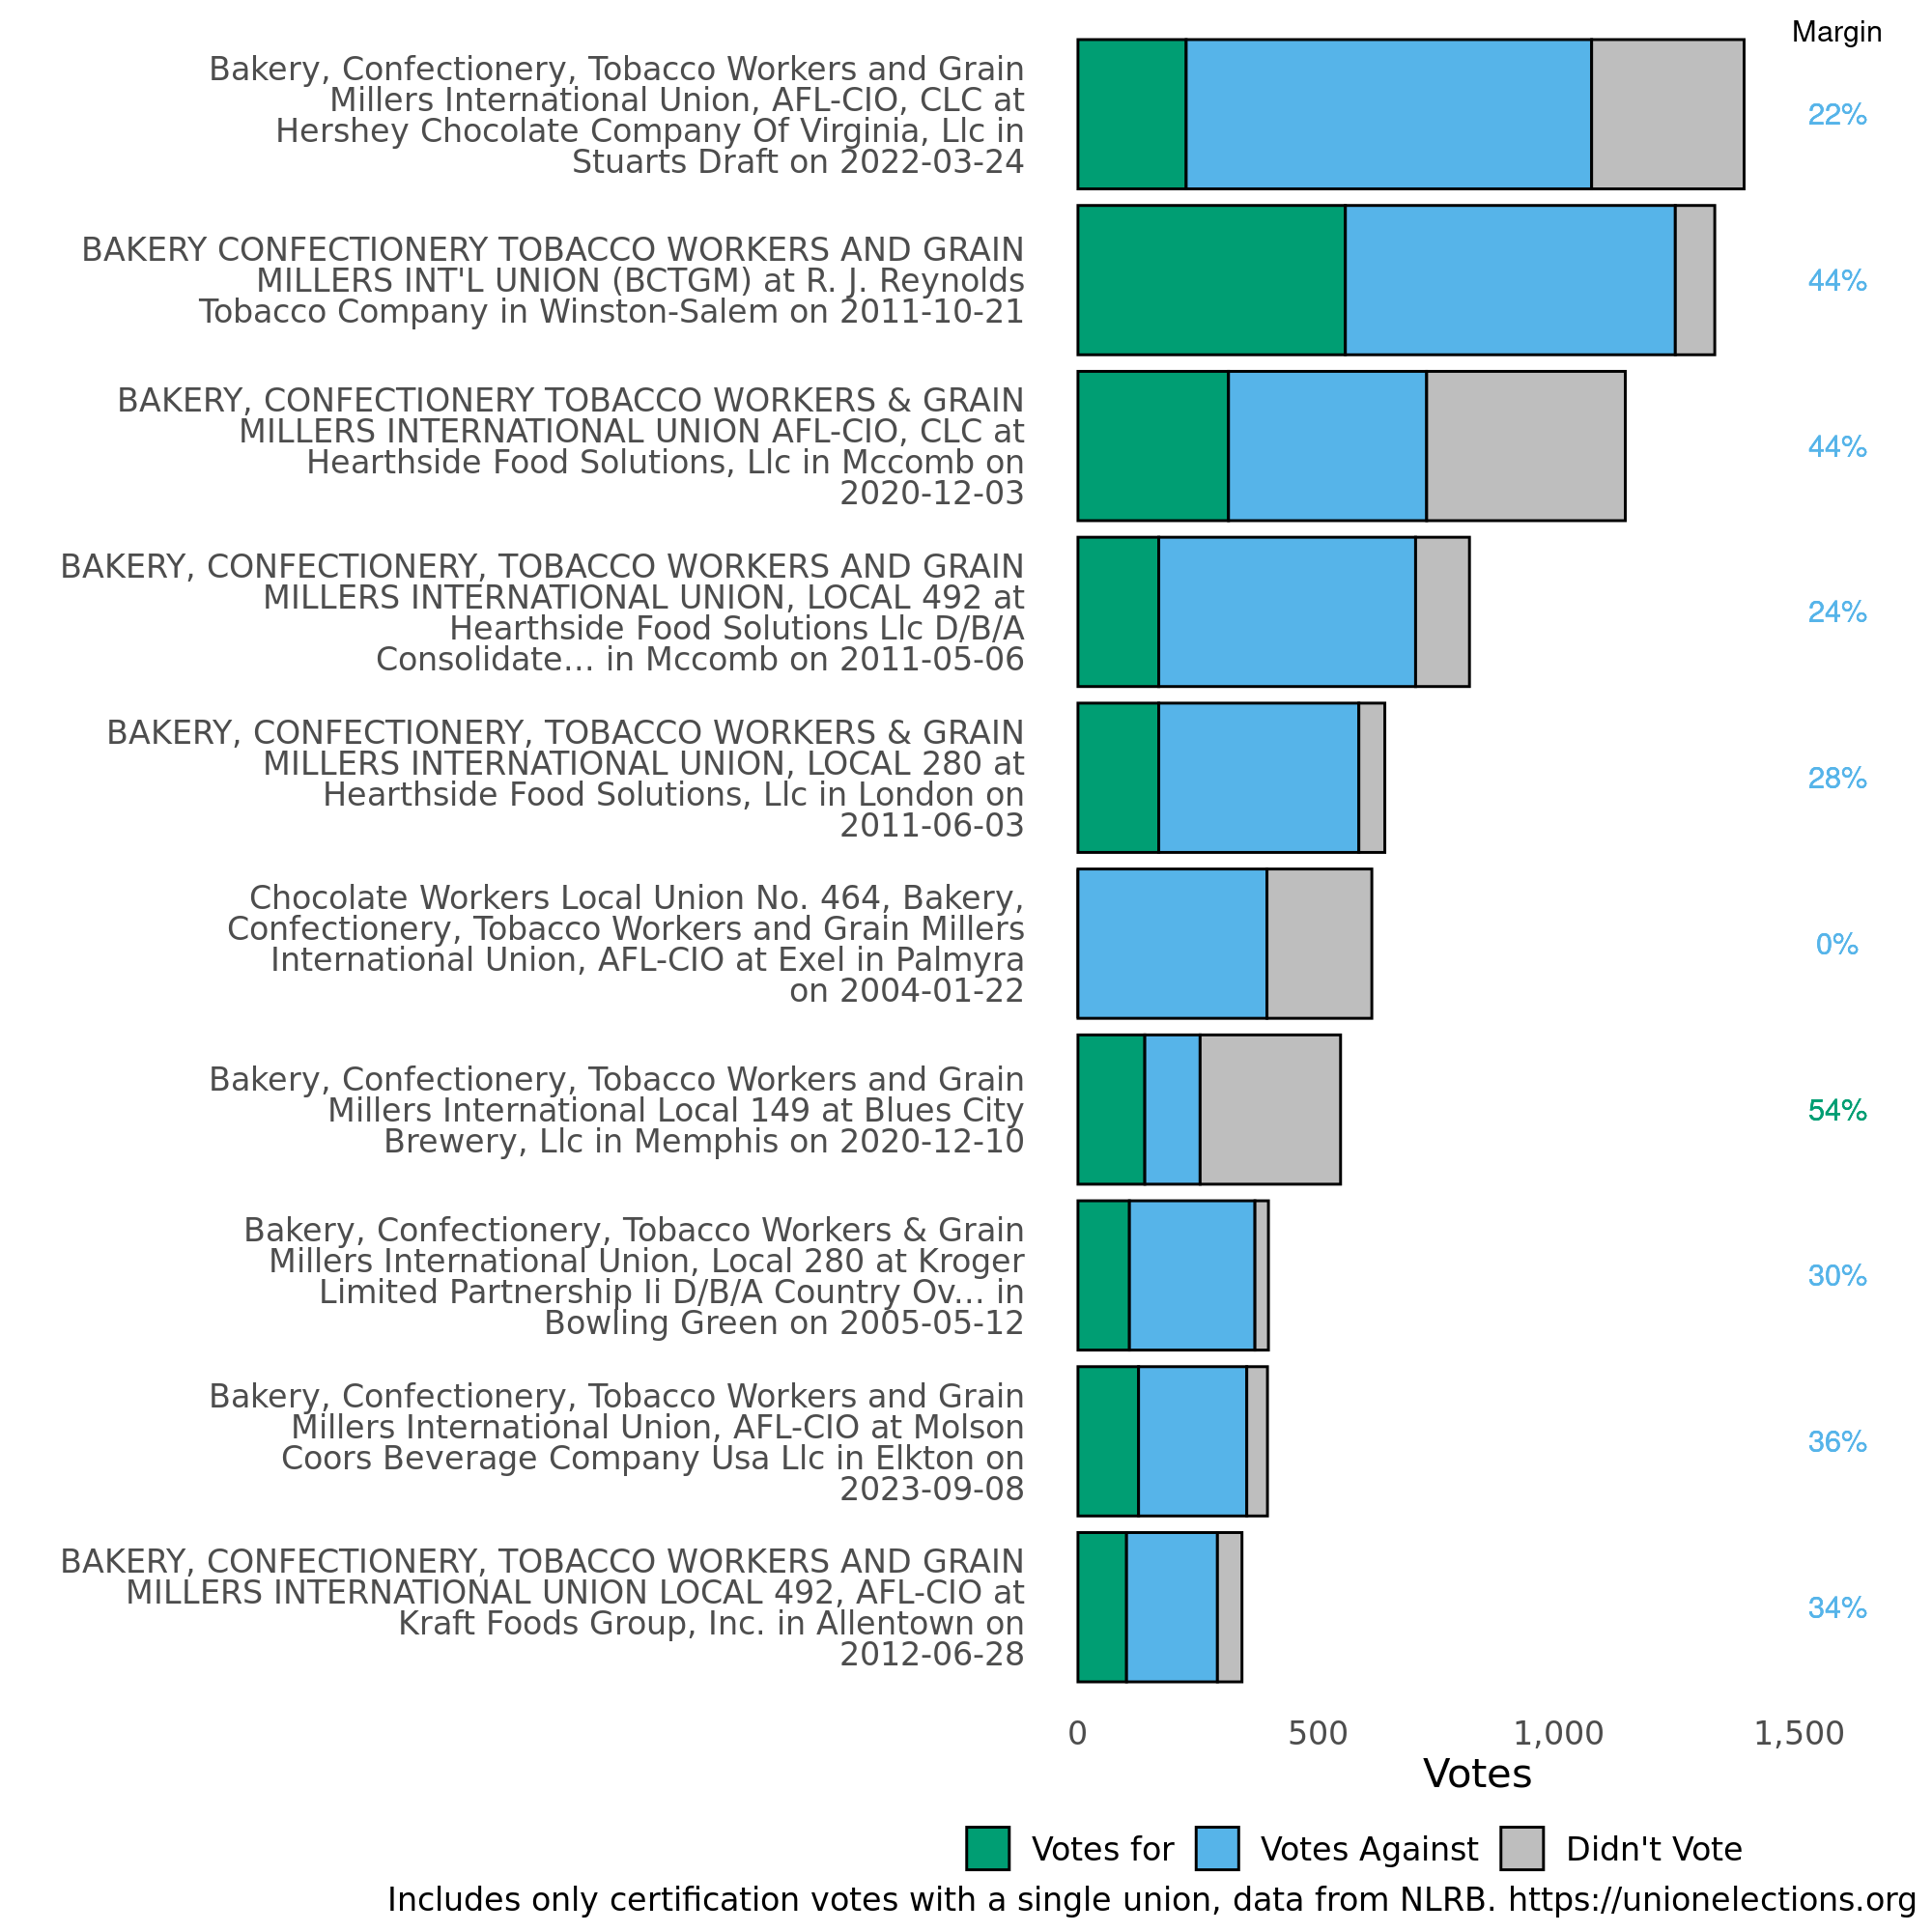 Margin
Bakery, Confectionery, Tobacco Workers and Grain
Millers International Union, AFL-CIO, CLC at
Hershey Chocolate Company Of Virginia, Llc in
Stuarts Draft on 2022-03-24
22%
BAKERY CONFECTIONERY TOBACCO WORKERS AND GRAIN
MILLERS INT'L UNION (BCTGM) at R. J. Reynolds
Tobacco Company in Winston-Salem on 2011-10-21
44%
BAKERY, CONFECTIONERY TOBACCO WORKERS & GRAIN
MILLERS INTERNATIONAL UNION AFL-CIO, CLC at
Hearthside Food Solutions, Llc in Mccomb on
2020-12-03
44%
BAKERY, CONFECTIONERY, TOBACCO WORKERS AND GRAIN
MILLERS INTERNATIONAL UNION, LOCAL 492 at
Hearthside Food Solutions Llc D/B/A
Consolidate... in Mccomb on 2011-05-06
24%
BAKERY, CONFECTIONERY, TOBACCO WORKERS & GRAIN
MILLERS INTERNATIONAL UNION, LOCAL 280 at
Hearthside Food Solutions, Llc in London on
2011-06-03
28%
Chocolate Workers Local Union No. 464, Bakery,
Confectionery, Tobacco Workers and Grain Millers
International Union, AFL-CIO at Exel in Palmyra
on 2004-01-22
0%
Bakery, Confectionery, Tobacco Workers and Grain
Millers International Local 149 at Blues City
Brewery, Llc in Memphis on 2020-12-10
54%
Bakery, Confectionery, Tobacco Workers & Grain
Millers International Union, Local 280 at Kroger
Limited Partnership Ii D/B/A Country Ov... in
Bowling Green on 2005-05-12
30%
Bakery, Confectionery, Tobacco Workers and Grain
Millers International Union, AFL-CIO at Molson
Coors Beverage Company Usa Llc in Elkton on
2023-09-08
36%
BAKERY, CONFECTIONERY, TOBACCO WORKERS AND GRAIN
MILLERS INTERNATIONAL UNION LOCAL 492, AFL-CIO at
Kraft Foods Group, Inc. in Allentown on
2012-06-28
34%
0 500 1,000 1,500
Votes
Votes for Votes Against Didn't Vote
Includes only certification votes with a single union, data from NLRB. https://unionelections.org